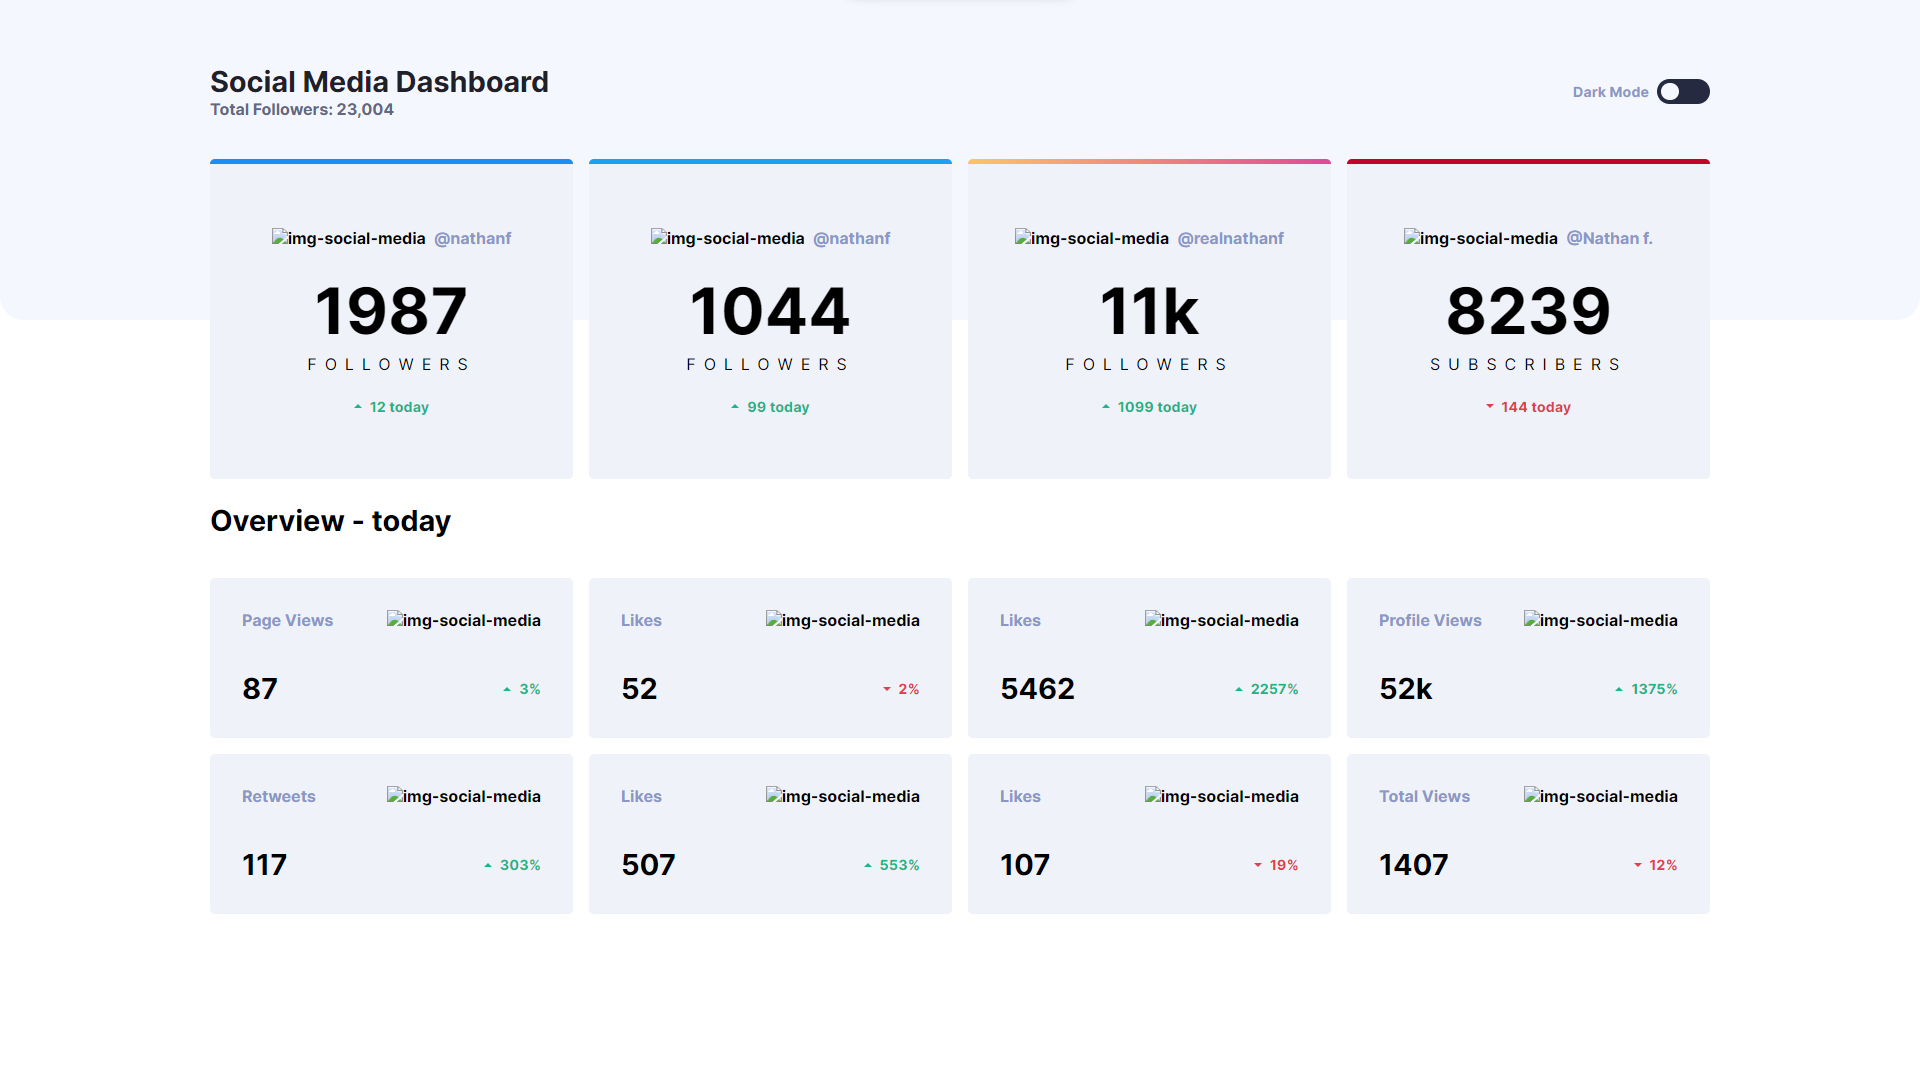 Social Media Dashboard
Total Followers: 23,004
Dark Mode
img-social-media @nathanf
1987
FOLLOWERS
12 today
img-social-media @nathanf
1044
FOLLOWERS
99 today
img-social-media @realnathanf
11k
FOLLOWERS
1099 today
img-social-media @Nathan f.
8239
SUBSCRIBERS
144 today
Overview - today
Page Views img-social-media
87 3%
Likes img-social-media
52 2%
Likes img-social-media
5462 2257%
Profile Views img-social-media
52k 1375%
Retweets img-social-media
117 303%
Likes img-social-media
507 553%
Likes img-social-media
107 19%
Total Views img-social-media
1407 12%